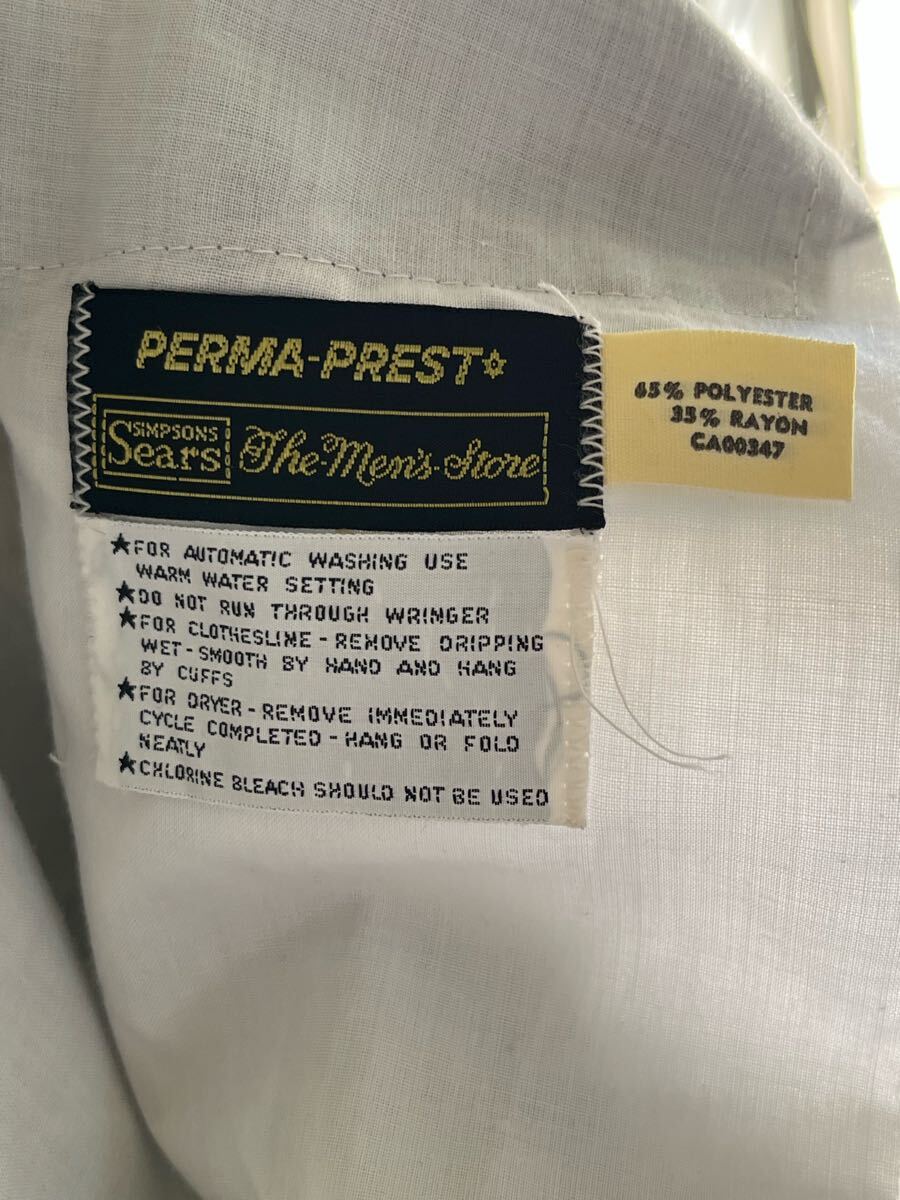 PERMA-PREST
SIMPSONS
Sears
The Men's Store
65% POLYESTER
35% RAYON
CA00347
★FOR AUTOMATIC WASHING USE
WARM WATER SETTING
★DO NOT RUN THROUGH WRINGER
★FOR CLOTHESLINE - REMOVE DRIPPING
WET - SMOOTH BY HAND AND HANG
BY CUFFS
★FOR DRYER - REMOVE IMMEDIATELY
CYCLE COMPLETED - HANG OR FOLD
NEATLY
★CHLORINE BLEACH SHOULD NOT BE USED